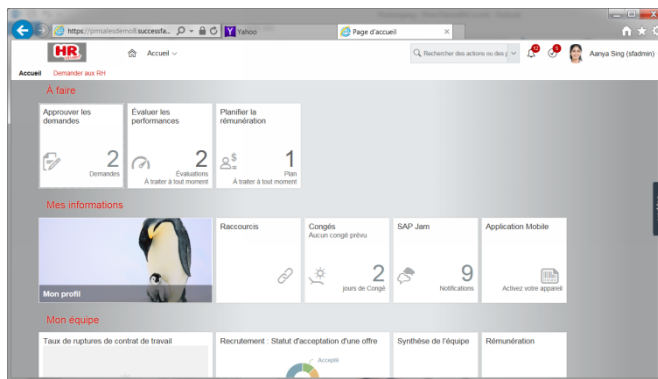 https://pmsalesdemo8.successfa..
Yahoo
Page d'accueil
HR
Accueil
Rechercher des actions ou des p
Aanya Sing (sfadmin)
Accueil
Demander aux RH
À faire
Approuver les demandes
2
Demandes
Évaluer les performances
2
Évaluations
À traiter à tout moment
Planifier la rémunération
1
Plan
À traiter à tout moment
Mes informations
Mon profil
Raccourcis
Congés
Aucun congé prévu
2
jours de Congé
SAP Jam
9
Notifications
Application Mobile
Activez votre appareil
Mon équipe
Taux de ruptures de contrat de travail
Recrutement : Statut d'acceptation d'une offre
Accepté
Synthèse de l'équipe
Rémunération